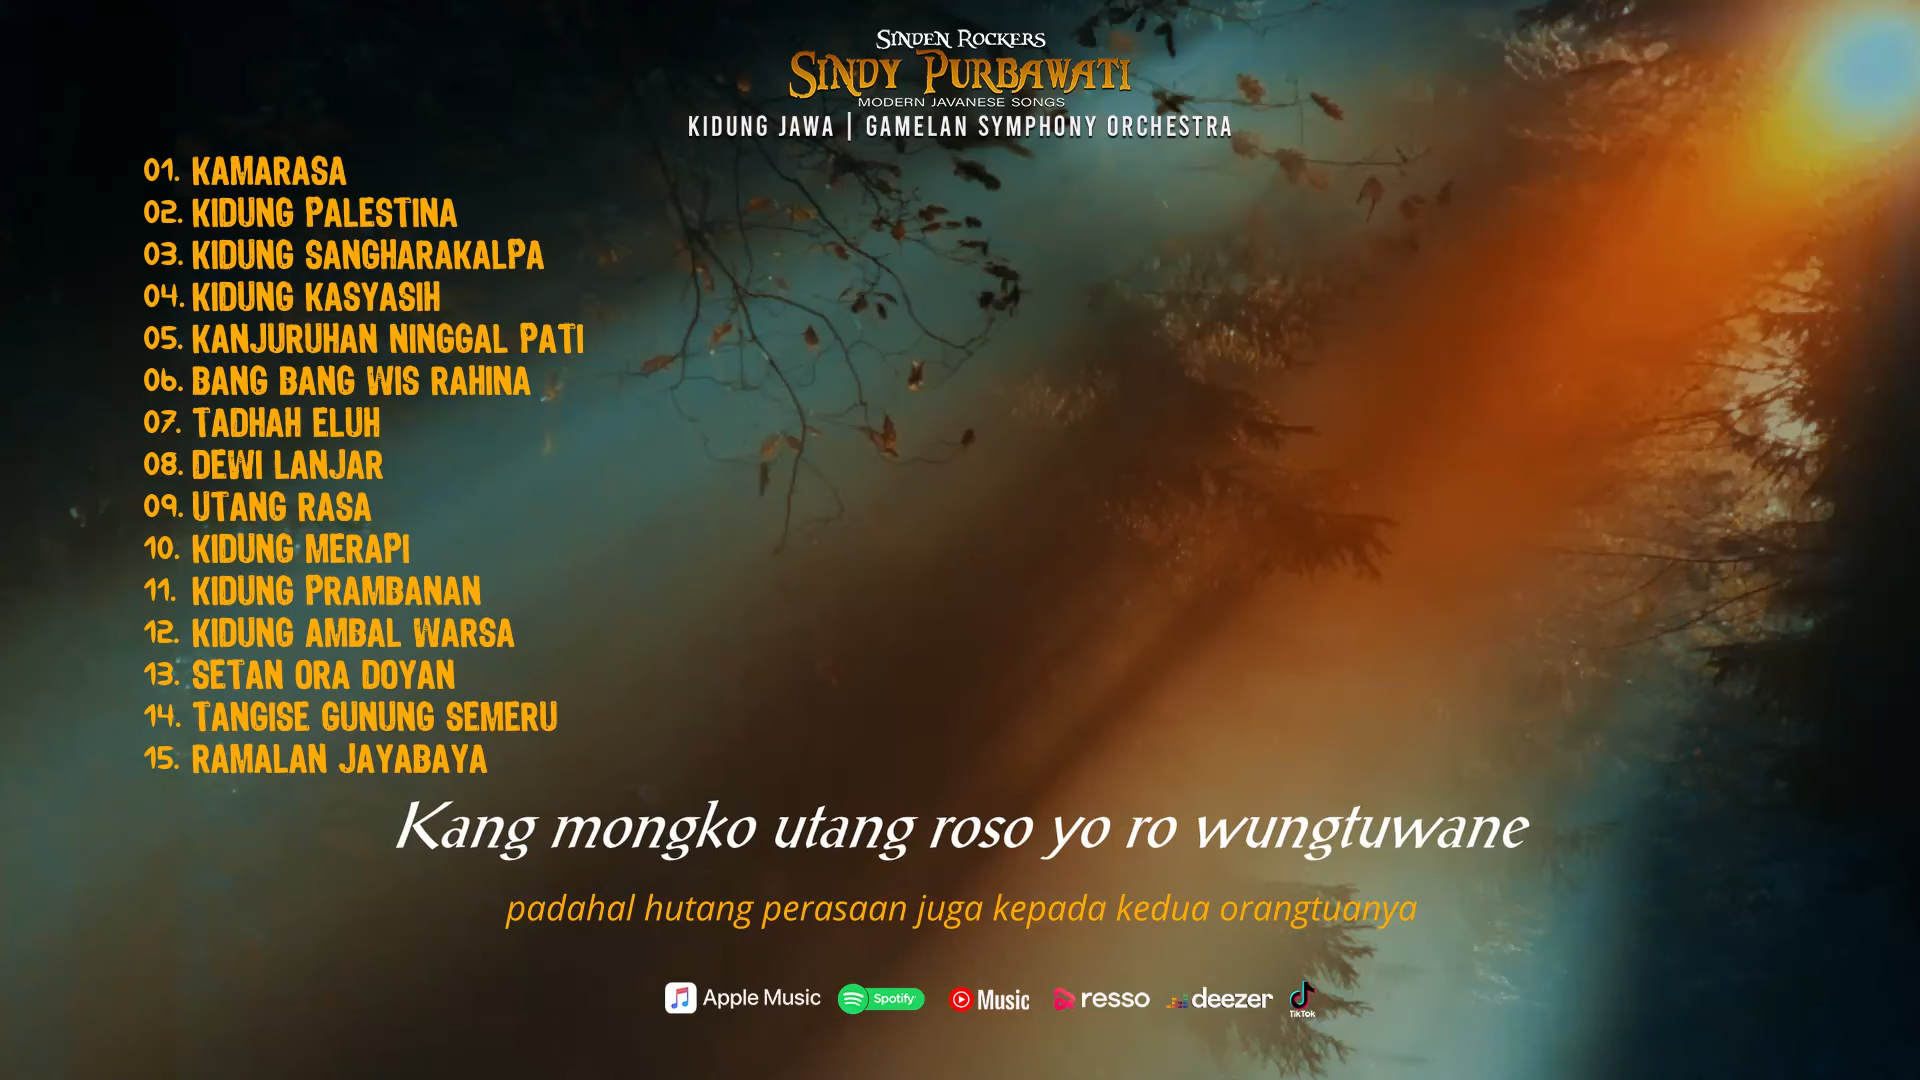 SINDEN ROCKERS
SINDY PURBAWATI
MODERN JAVANESE SONGS
KIDUNG JAWA | GAMELAN SYMPHONY ORCHESTRA
01. KAMARASA
02. KIDUNG PALESTINA
03. KIDUNG SANGHARAKALPA
04. KIDUNG KASYASIH
05. KANJURUHAN NINGGAL PATI
06. BANG BANG WIS RAHINA
07. TADHAH ELUH
08. DEWI LANJAR
09. UTANG RASA
10. KIDUNG MERAPI
11. KIDUNG PRAMBANAN
12. KIDUNG AMBAL WARSA
13. SETAN ORA DOYAN
14. TANGISE GUNUNG SEMERU
15. RAMALAN JAYABAYA
Kang mongko utang roso yo ro wungtuwane
padahal hutang perasaan juga kepada kedua orangtuanya
Apple Music Spotify Music resso deezer TikTok